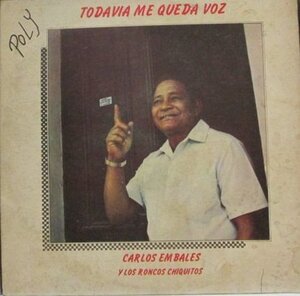 TODAVIA ME QUEDA VOZ
POLY
CARLOS EMBALES
Y LOS RONCOS CHIQUITOS